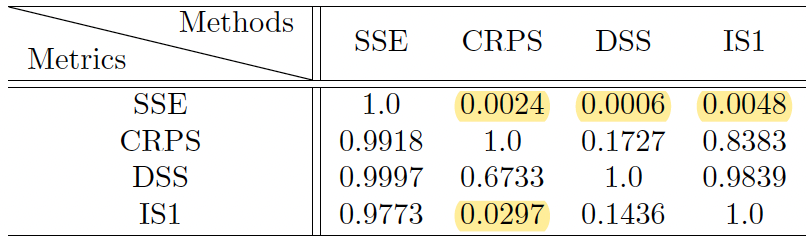 Methods
Metrics
SSE CRPS DSS IS1
SSE 1.0 0.0024 0.0006 0.0048
CRPS 0.9918 1.0 0.1727 0.8383
DSS 0.9997 0.6733 1.0 0.9839
IS1 0.9773 0.0297 0.1436 1.0